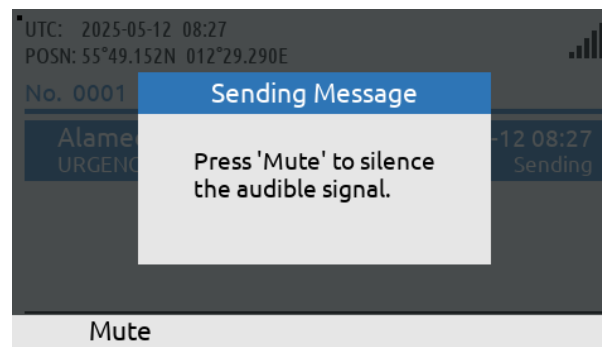 UTC: 2025-05-12 08:27
POSN: 55°49.152N 012°29.290E
No. 0001
Sending Message
-12 08:27
Sending
Press 'Mute' to silence
the audible signal.
Mute